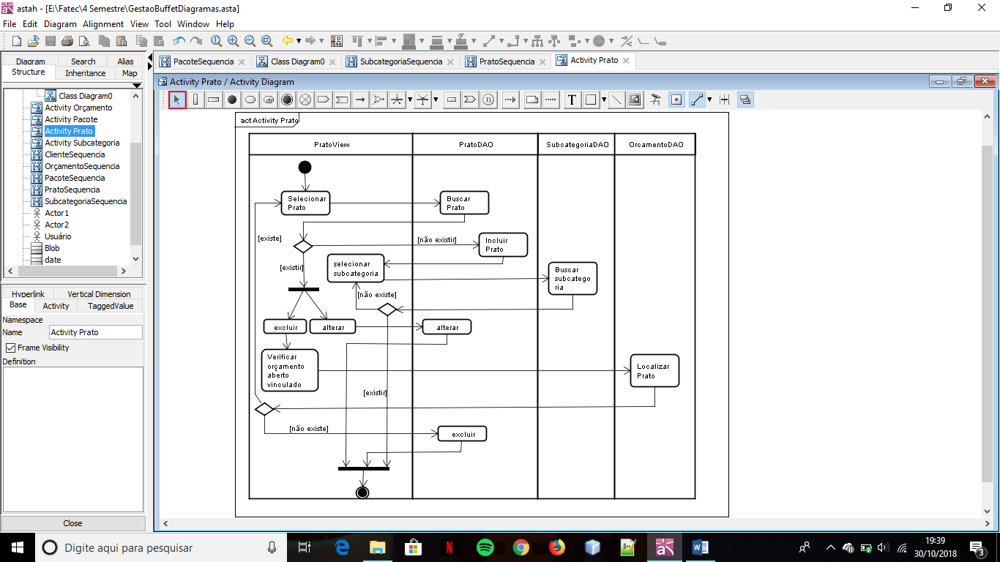 astah - [E:\Fatec\4 Semestre\GestaoBuffetDiagramas.asta]
File Edit Diagram Alignment View Tool Window Help
Diagram Search Alias
Structure Inheritance Map
Class Diagram0
Activity Orçamento
Activity Pacote
Activity Prato
Activity Subcategoria
ClienteSequencia
OrçamentoSequencia
PacoteSequencia
PratoSequencia
SubcategoriaSequencia
Actor1
Actor2
Usuário
Blob
date
Hyperlink Vertical Dimension
Base Activity TaggedValue
Namespace
Name Activity Prato
Frame Visibility
Definition
Close
PacoteSequencia Class Diagram0 SubcategoriaSequencia PratoSequencia Activity Prato
Activity Prato / Activity Diagram
act Activity Prato
PratoView PratoDAO SubcategoriaDAO OrcamentoDAO
Selecionar
Prato
Buscar
Prato
[existe]
[não existir]
Incluir
Prato
[existir]
selecionar
subcategoria
Buscar
subcatego
ria
[não existe]
excluir
alterar
alterar
Verificar
orçamento
aberto
vinculado
Localizar
Prato
[existir]
[não existe]
excluir
Digite aqui para pesquisar
19:39
30/10/2018
3